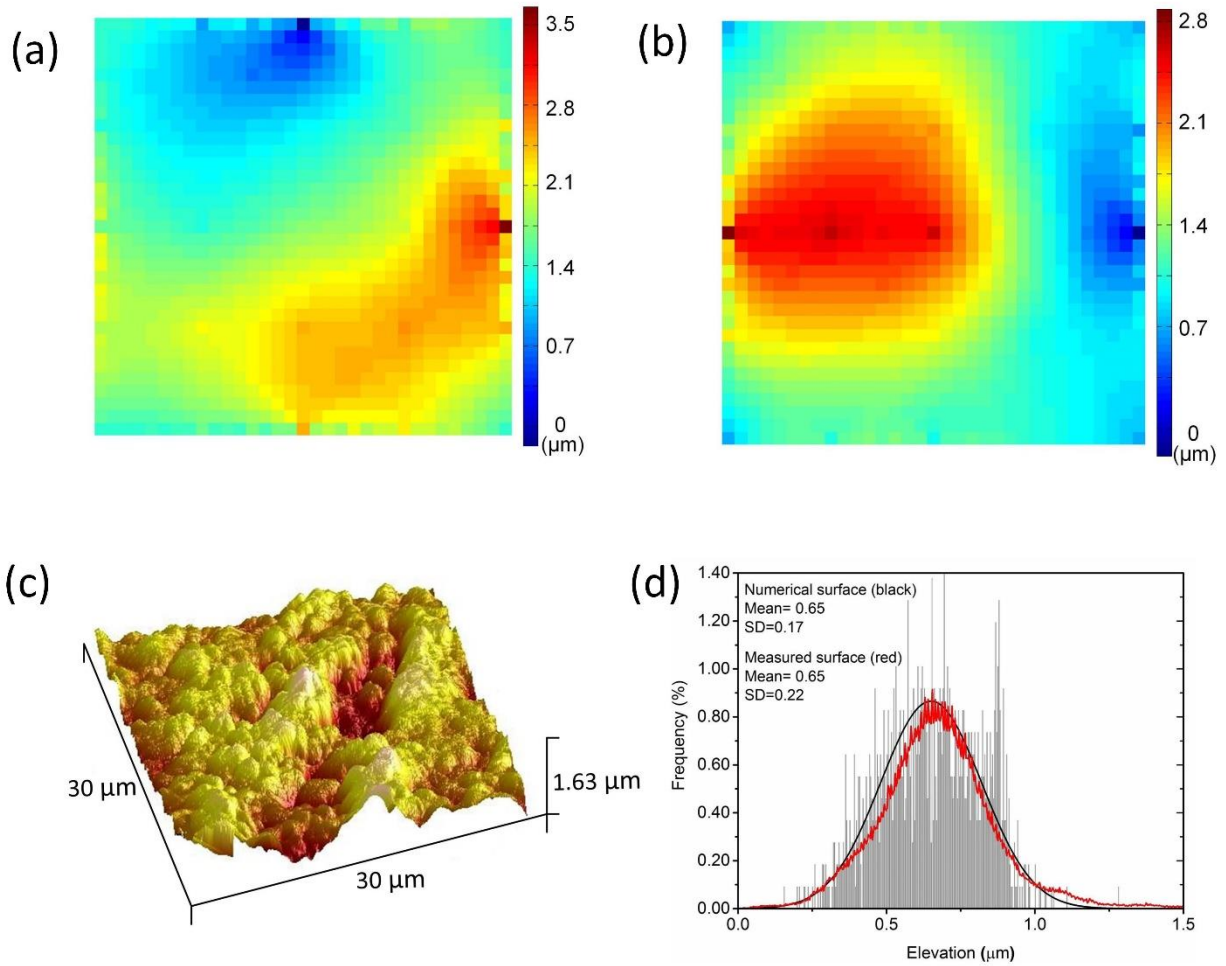 (a)
3.5
2.8
2.1
1.4
0.7
0
(μm)
(b)
2.8
2.1
1.4
0.7
0
(μm)
(c)
30 μm
30 μm
1.63 μm
(d)
1.40
1.20
1.00
0.80
0.60
0.40
0.20
0.00
Frequency (%)
Numerical surface (black)
Mean= 0.65
SD=0.17
Measured surface (red)
Mean= 0.65
SD=0.22
0.0
0.5
1.0
1.5
Elevation (μm)